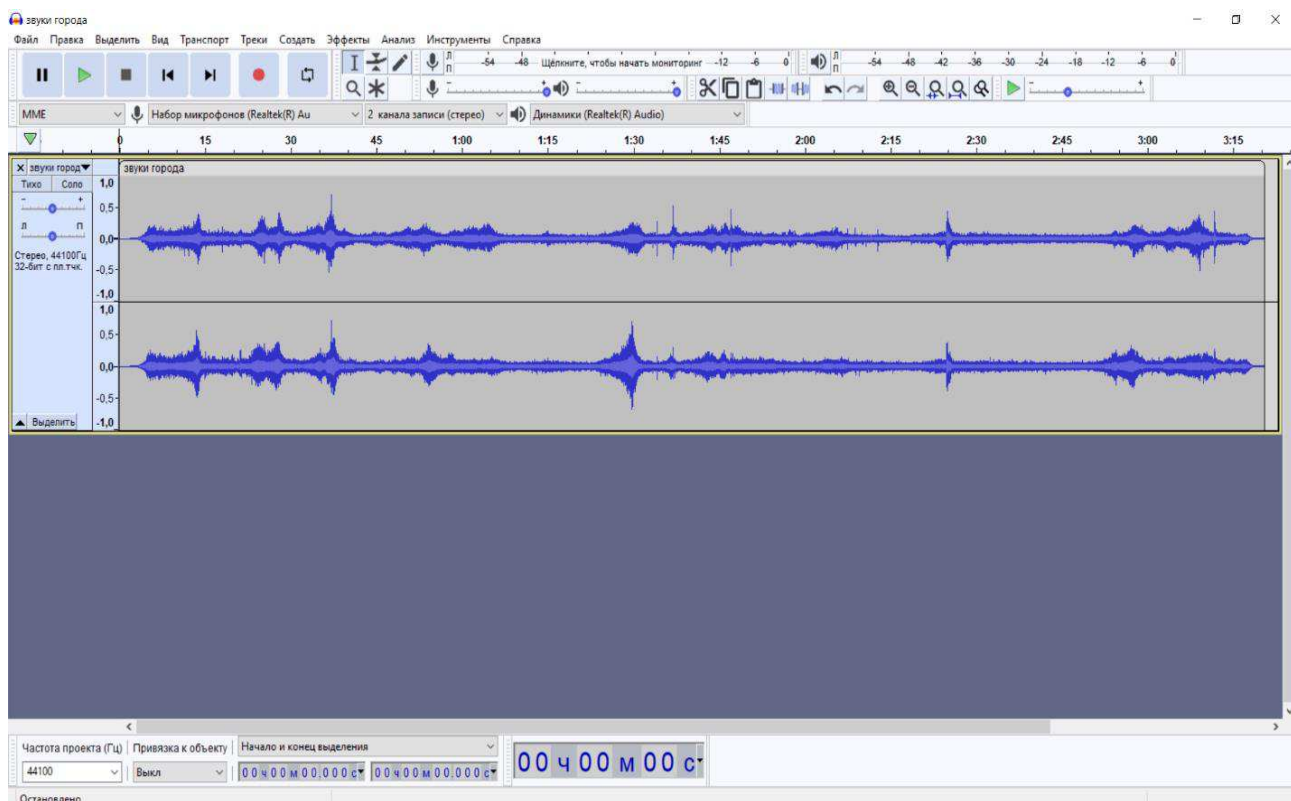 звуки города
Файл Правка Выделить Вид Транспорт Треки Создать Эффекты Анализ Инструменты Справка
Л П -54 -48 Щёлкните, чтобы начать мониторинг -12 -6 0 Л П -54 -48 -42 -36 -30 -24 -18 -12 -6 0
- + - + - +
MME Набор микрофонов (Realtek(R) Au 2 канала записи (стерео) Динамики (Realtek(R) Audio)
0 15 30 45 1:00 1:15 1:30 1:45 2:00 2:15 2:30 2:45 3:00 3:15
X звуки город звуки города
Тихо Соло 1,0
- + 0,5
Л П 0,0
Стерео, 44100Гц
32-бит с пл.тчк. -0,5
-1,0
1,0
0,5
0,0
-0,5
Выделить -1,0
Частота проекта (Гц) Привязка к объекту Начало и конец выделения
44100 Выкл 00 ч 00 м 00.000 с 00 ч 00 м 00.000 с 00 ч 00 м 00 с
Остановлено.